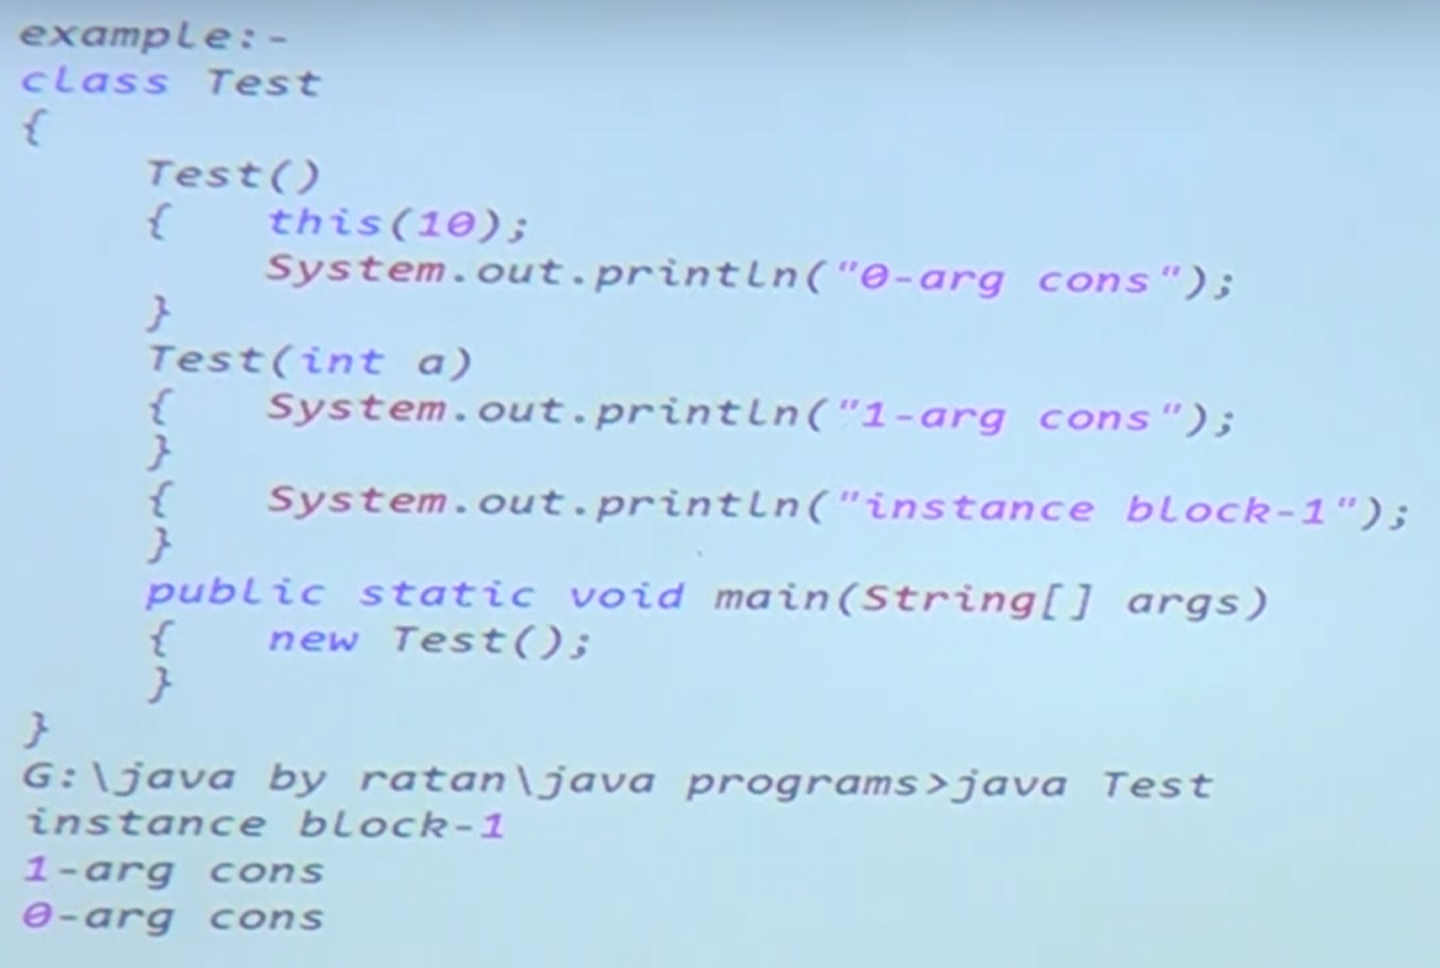 example:-
class Test
{
Test()
{ this(10);
System.out.println("0-arg cons");
}
Test(int a)
{ System.out.println("1-arg cons");
}
{ System.out.println("instance block-1");
}
public static void main(String[] args)
{ new Test();
}
}
G:\java by ratan\java programs>java Test
instance block-1
1-arg cons
0-arg cons